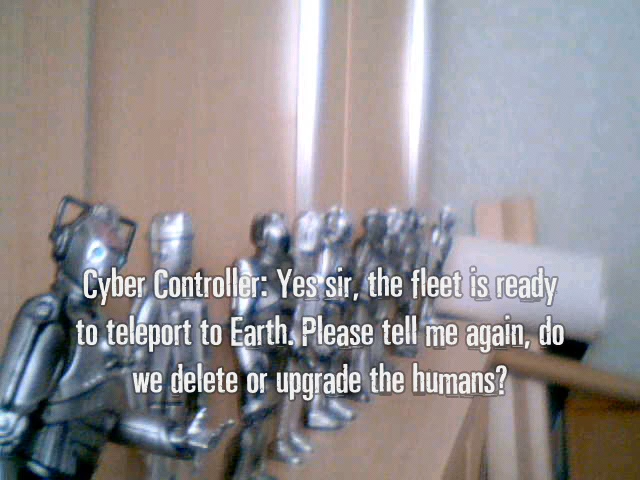 Cyber Controller: Yes sir, the fleet is ready
to teleport to Earth. Please tell me again, do
we delete or upgrade the humans?